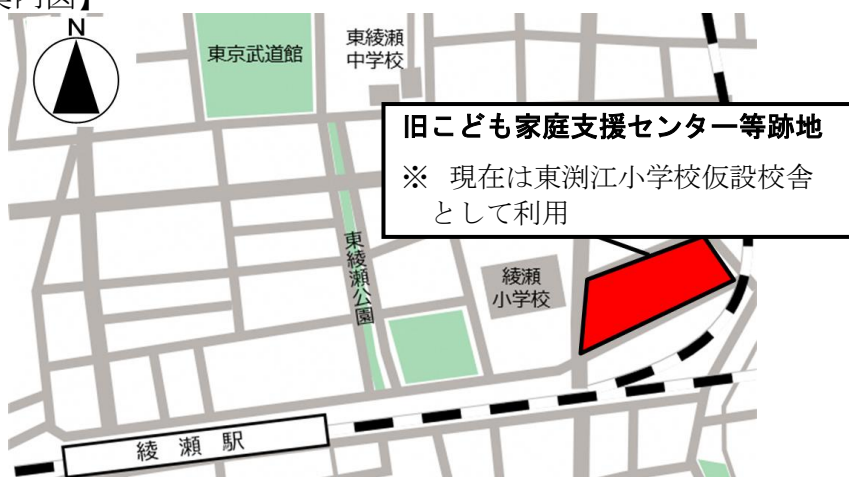 案内図】
N
東京武道館
東綾瀬
中学校
旧こども家庭支援センター等跡地
※ 現在は東渕江小学校仮設校舎
として利用
東綾瀬公園
綾瀬
小学校
綾瀬駅